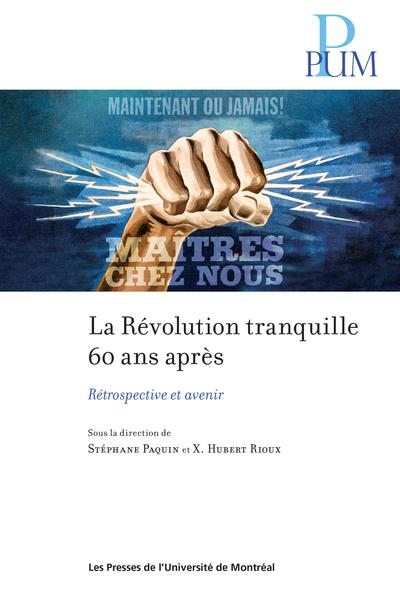 P
PUM
MAINTENANT OU JAMAIS!
MAÎTRES
CHEZ NOUS
La Révolution tranquille
60 ans après
Rétrospective et avenir
Sous la direction de
Stéphane Paquin et X. Hubert Rioux
Les Presses de l’Université de Montréal